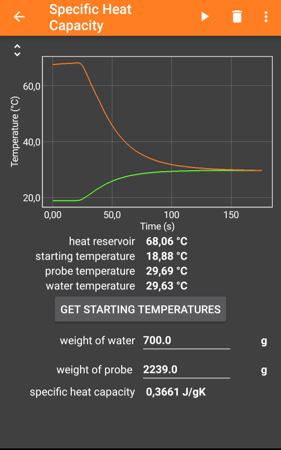 Specific Heat
Capacity
Temperature (°C)
60,0
40,0
20,0
0,00 50,0 100 150
Time (s)
heat reservoir 68,06 °C
starting temperature 18,88 °C
probe temperature 29,69 °C
water temperature 29,63 °C
GET STARTING TEMPERATURES
weight of water 700.0 g
weight of probe 2239.0 g
specific heat capacity 0,3661 J/gK